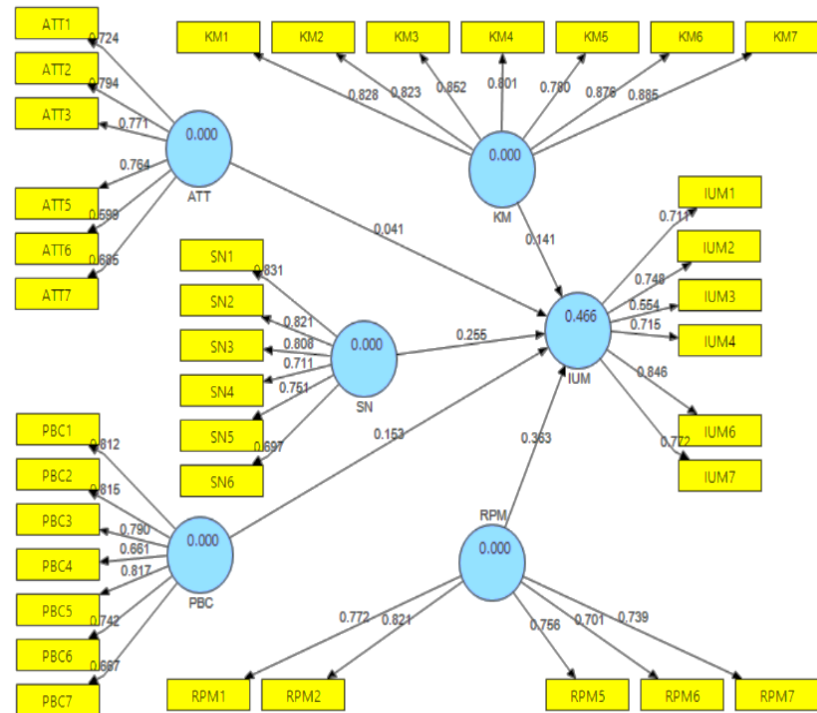 ATT1
ATT2
ATT3
ATT5
ATT6
ATT7
0.724
0.794
0.771
0.764
0.599
0.685
0.000
ATT
KM1
KM2
KM3
KM4
KM5
KM6
KM7
0.828
0.823
0.852
0.801
0.780
0.876
0.885
0.000
KM
0.041
0.141
SN1
SN2
SN3
SN4
SN5
SN6
0.831
0.821
0.808
0.711
0.751
0.697
0.000
SN
0.255
0.466
IUM
IUM1
IUM2
IUM3
IUM4
IUM6
IUM7
0.711
0.748
0.554
0.715
0.846
0.772
PBC1
PBC2
PBC3
PBC4
PBC5
PBC6
PBC7
0.812
0.815
0.790
0.661
0.817
0.742
0.667
0.000
PBC
0.153
0.363
RPM
0.000
0.772
0.821
0.756
0.701
0.739
RPM1
RPM2
RPM5
RPM6
RPM7